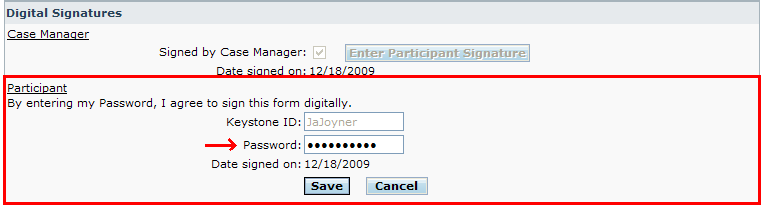 Digital Signatures
Case Manager
Signed by Case Manager: Enter Participant Signature
Date signed on: 12/18/2009
Participant
By entering my Password, I agree to sign this form digitally.
Keystone ID: JaJoyner
Password: ••••••••••
Date signed on: 12/18/2009
Save Cancel